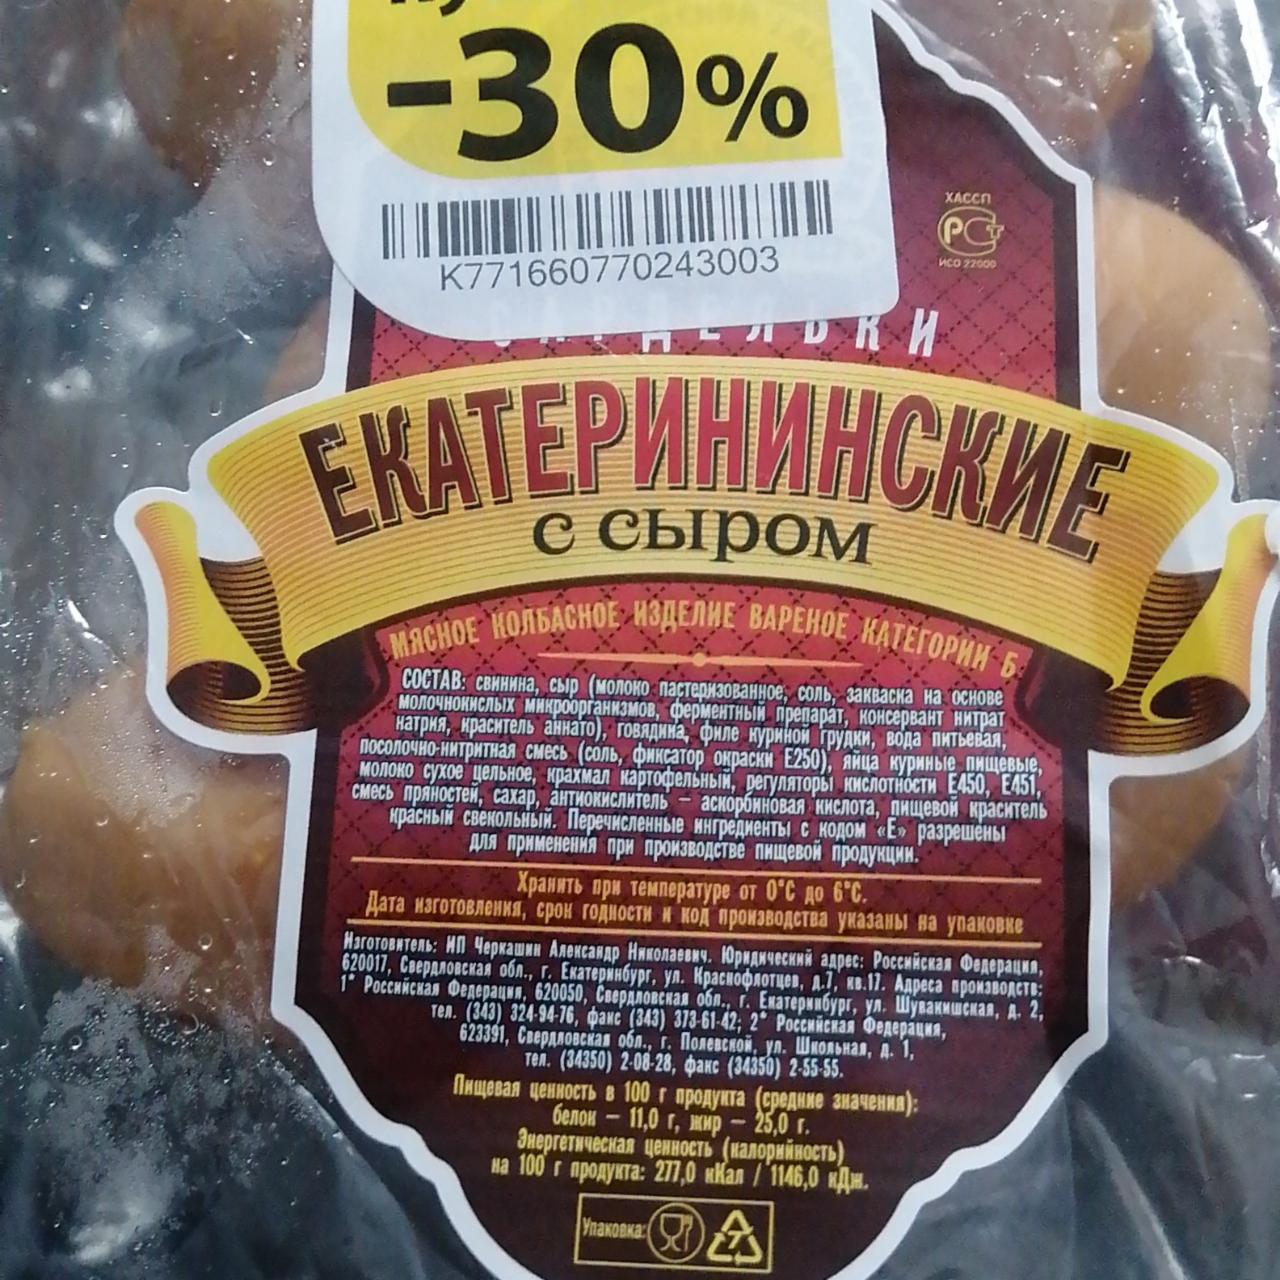 -30%
K771660770243003
ХАССП
РСТ
ИСО 22000
САРДЕЛЬКИ
ЕКАТЕРИНИНСКИЕ
с сыром
МЯСНОЕ КОЛБАСНОЕ ИЗДЕЛИЕ ВАРЕНОЕ КАТЕГОРИИ Б
СОСТАВ: свинина, сыр (молоко пастеризованное, соль, закваска на основе
молочнокислых микроорганизмов, ферментный препарат, консервант нитрат
натрия, краситель аннато), говядина, филе куриной грудки, вода питьевая,
посолочно-нитритная смесь (соль, фиксатор окраски Е250), яйца куриные пищевые,
молоко сухое цельное, крахмал картофельный, регуляторы кислотности Е450, Е451,
смесь пряностей, сахар, антиокислитель – аскорбиновая кислота, пищевой краситель
красный свекольный. Перечисленные ингредиенты с кодом «Е» разрешены
для применения при производстве пищевой продукции.
Хранить при температуре от 0°С до 6°С.
Дата изготовления, срок годности и код производства указаны на упаковке
Изготовитель: ИП Черкашин Александр Николаевич. Юридический адрес: Российская Федерация,
620017, Свердловская обл., г. Екатеринбург, ул. Краснофлотцев, д.7, кв.17. Адреса производств:
1* Российская Федерация, 620050, Свердловская обл., г. Екатеринбург, ул. Шувакишская, д. 2,
тел. (343) 324-94-76, факс (343) 373-61-42; 2* Российская Федерация,
623391, Свердловская обл., г. Полевской, ул. Школьная, д. 1,
тел. (34350) 2-08-28, факс (34350) 2-55-55.
Пищевая ценность в 100 г продукта (средние значения):
белок – 11,0 г, жир – 25,0 г.
Энергетическая ценность (калорийность)
на 100 г продукта: 277,0 кКал / 1146,0 кДж.
Упаковка: